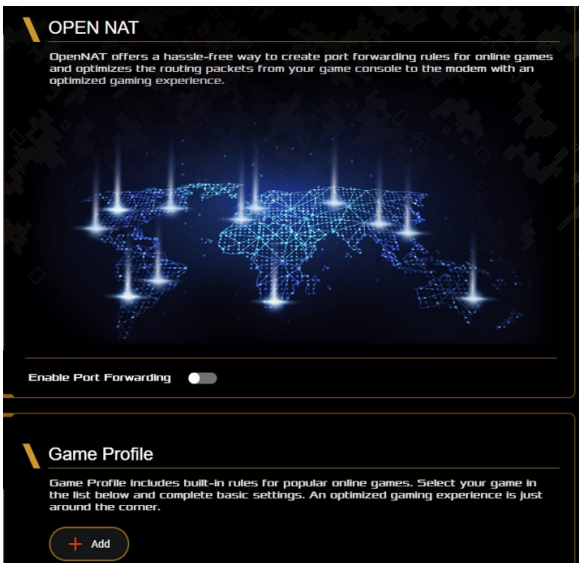 OPEN NAT
OpenNAT offers a hassle-free way to create port forwarding rules for online games
and optimizes the routing packets from your game console to the modem with an
optimized gaming experience.
Enable Port Forwarding
Game Profile
Game Profile includes built-in rules for popular online games. Select your game in
the list below and complete basic settings. An optimized gaming experience is just
around the corner.
Add